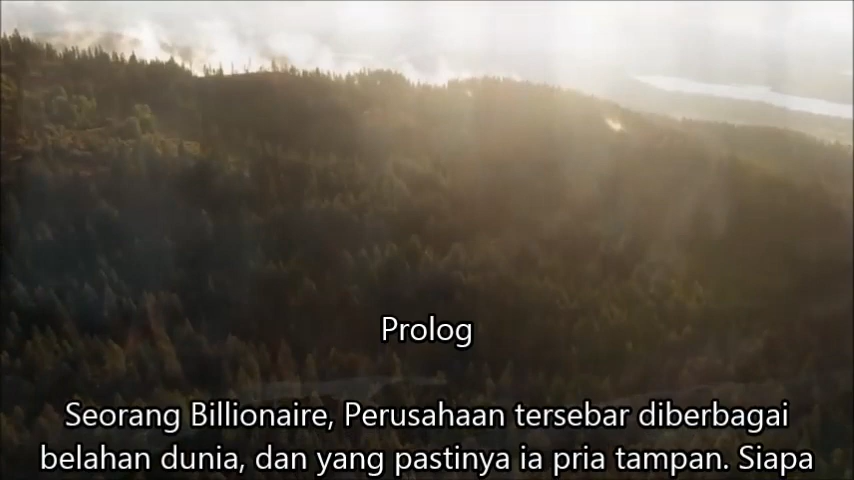 Prolog
Seorang Billionaire, Perusahaan tersebar diberbagai
belahan dunia, dan yang pastinya ia pria tampan. Siapa